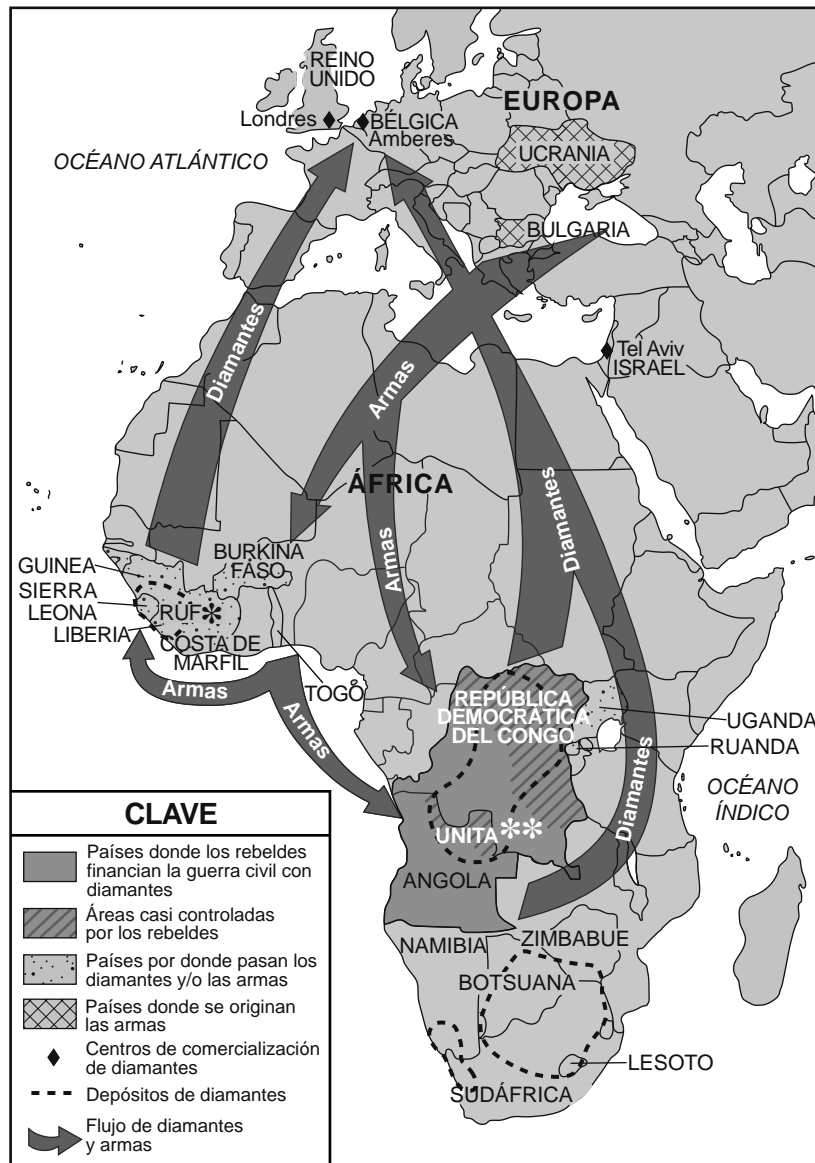 REINO
UNIDO
EUROPA
Londres
BÉLGICA
Amberes
UCRANIA
OCÉANO ATLÁNTICO
BULGARIA
Diamantes
Tel Aviv
ISRAEL
Armas
ÁFRICA
Diamantes
Armas
BURKINA
FASO
GUINEA
SIERRA
LEONA
RUF*
LIBERIA
COSTA DE
MARFIL
Armas
TOGO
Armas
REPÚBLICA
DEMOCRÁTICA
DEL CONGO
UGANDA
RUANDA
Diamantes
OCÉANO
ÍNDICO
UNITA**
ANGOLA
NAMIBIA
ZIMBABUE
BOTSUANA
LESOTO
SUDÁFRICA
CLAVE
Países donde los rebeldes
financian la guerra civil con
diamantes
Áreas casi controladas
por los rebeldes
Países por donde pasan los
diamantes y/o las armas
Países donde se originan
las armas
Centros de comercialización
de diamantes
Depósitos de diamantes
Flujo de diamantes
y armas